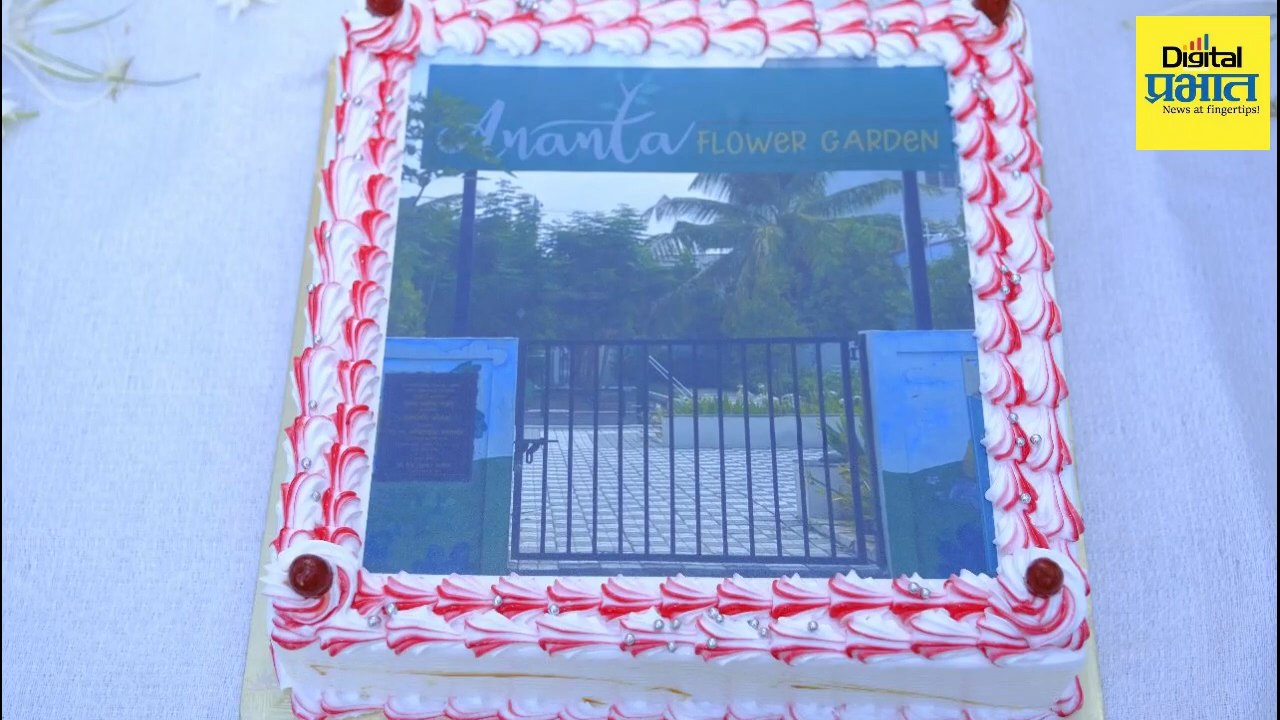 Ananta FLOWER GARDEN
Digital
प्रभात
News at fingertips!